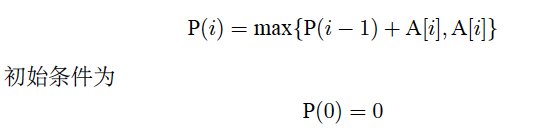 P(i) = max{P(i − 1) + A[i], A[i]}
初始条件为
P(0) = 0